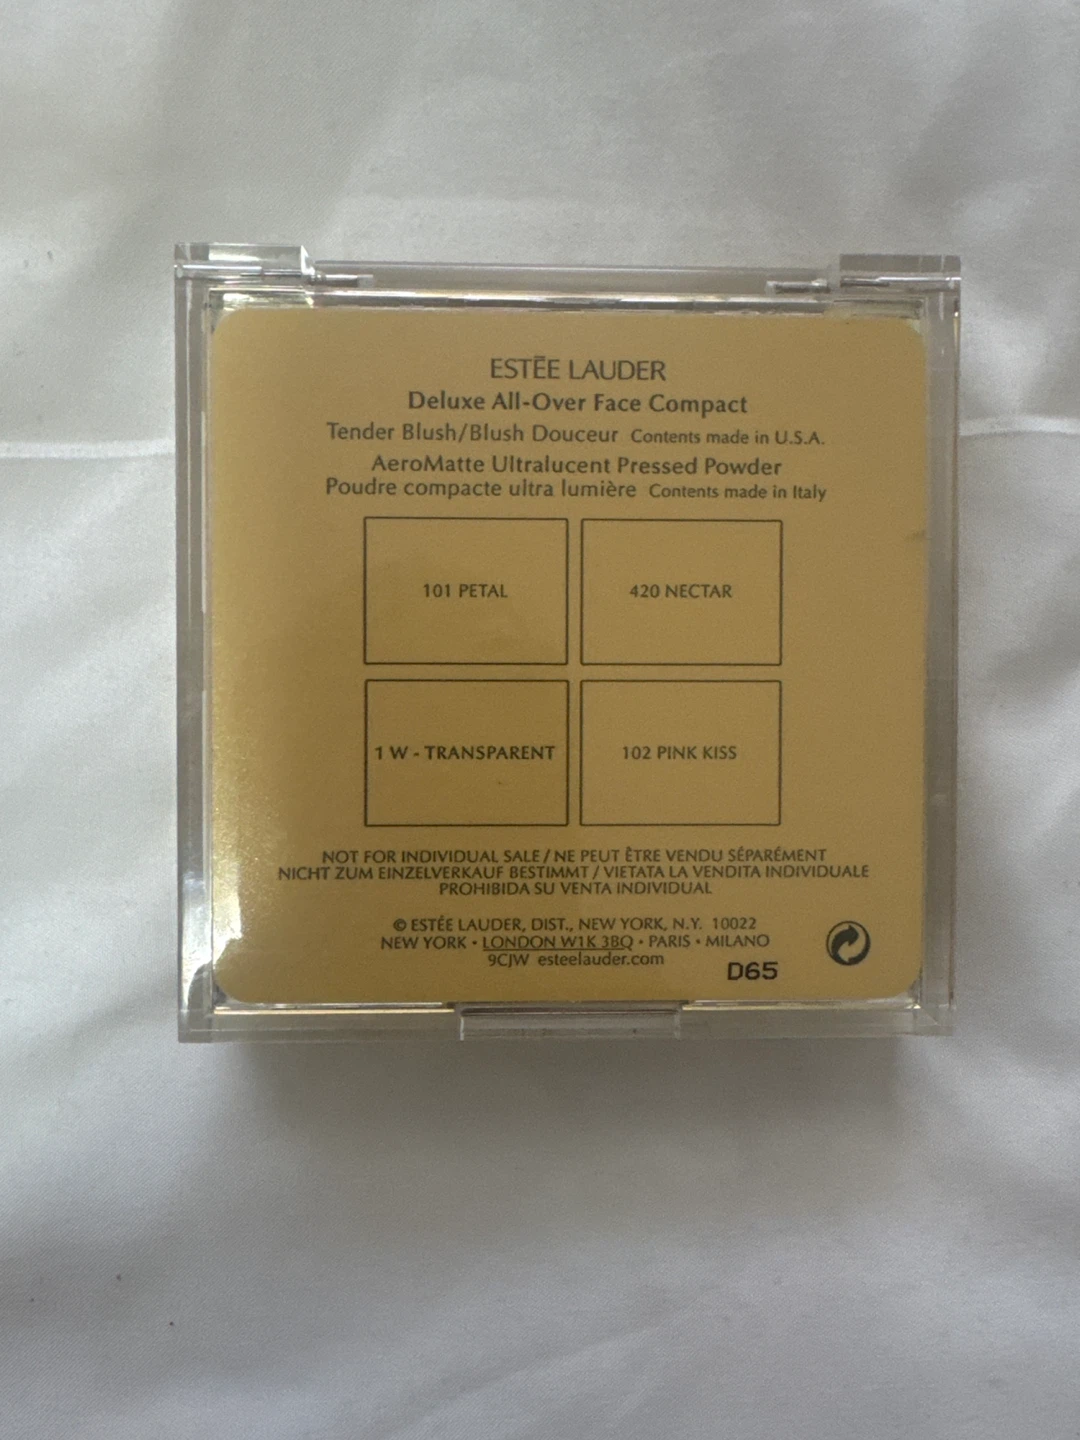 ESTĒE LAUDER
Deluxe All-Over Face Compact
Tender Blush/Blush Douceur Contents made in U.S.A.
AeroMatte Ultralucent Pressed Powder
Poudre compacte ultra lumière Contents made in Italy
101 PETAL
420 NECTAR
1 W - TRANSPARENT
102 PINK KISS
NOT FOR INDIVIDUAL SALE / NE PEUT ÊTRE VENDU SÉPARÉMENT
NICHT ZUM EINZELVERKAUF BESTIMMT / VIETATA LA VENDITA INDIVIDUALE
PROHIBIDA SU VENTA INDIVIDUAL
© ESTÉE LAUDER, DIST., NEW YORK, N.Y. 10022
NEW YORK • LONDON W1K 3BQ • PARIS • MILANO
9CJW esteelauder.com
D65